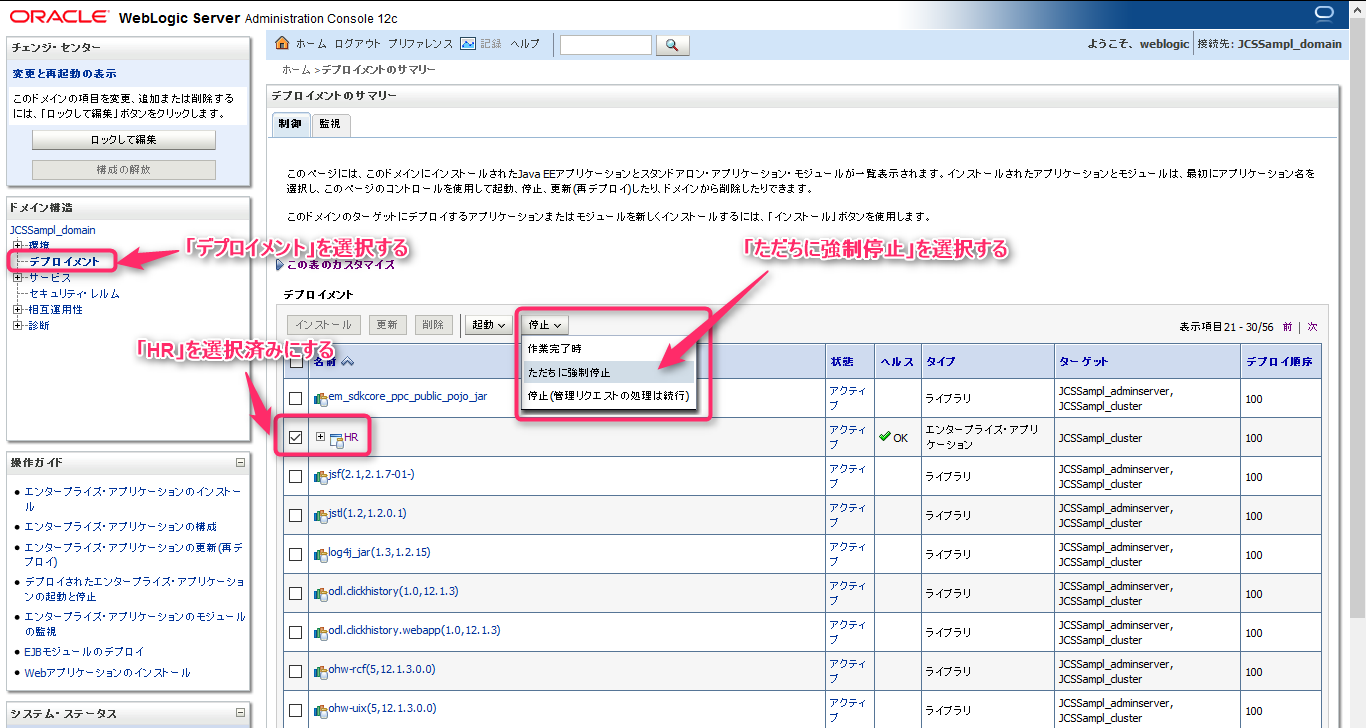 ORACLE WebLogic Server Administration Console 12c
チェンジ・センター
変更と再起動の表示
このドメインの項目を変更、追加または削除する
には、「ロックして編集」ボタンをクリックします。
ロックして編集
構成の解放
ドメイン構造
JCSSampl_domain
環境
デプロイメント
サービス
セキュリティ・レルム
相互運用性
診断
操作ガイド
エンタープライズ・アプリケーションのインストー
ル
エンタープライズ・アプリケーションの構成
エンタープライズ・アプリケーションの更新(再デ
プロイ)
デプロイされたエンタープライズ・アプリケーショ
ンの起動と停止
エンタープライズ・アプリケーションのモジュール
の監視
EJBモジュールのデプロイ
Webアプリケーションのインストール
システム・ステータス
ホーム ログアウト プリファレンス 記録 ヘルプ
ようこそ、weblogic 接続先: JCSSampl_domain
ホーム >デプロイメントのサマリー
デプロイメントのサマリー
制御 監視
このページには、このドメインにインストールされたJava EEアプリケーションとスタンドアロン・アプリケーション・モジュールが一覧表示されます。インストールされたアプリケーションとモジュールは、最初にアプリケーション名を
選択し、このページのコントロールを使用して起動、停止、更新(再デプロイ)したり、ドメインから削除したりできます。
このドメインのターゲットにデプロイするアプリケーションまたはモジュールを新しくインストールするには、「インストール」ボタンを使用します。
「デプロイメント」を選択する
「ただちに強制停止」を選択する
この表のカスタマイズ
デプロイメント
インストール 更新 削除 起動 停止
表示項目21 - 30/56 前 | 次
作業完了時
ただちに強制停止
停止(管理リクエストの処理は続行)
「HR」を選択済みにする
名前 状態 ヘルス タイプ ターゲット デプロイ順序
em_sdkcore_ppc_public_pojo_jar アクティ
ブ ライブラリ JCSSampl_adminserver,
JCSSampl_cluster 100
HR アクティ
ブ OK エンタープライズ・アプリ
ケーション JCSSampl_cluster 100
jsf(2.1,2.1.7-01-) アクティ
ブ ライブラリ JCSSampl_adminserver,
JCSSampl_cluster 100
jstl(1.2,1.2.0.1) アクティ
ブ ライブラリ JCSSampl_adminserver,
JCSSampl_cluster 100
log4j_jar(1.3,1.2.15) アクティ
ブ ライブラリ JCSSampl_adminserver,
JCSSampl_cluster 100
odl.clickhistory(1.0,12.1.3) アクティ
ブ ライブラリ JCSSampl_adminserver,
JCSSampl_cluster 100
odl.clickhistory.webapp(1.0,12.1.3) アクティ
ブ ライブラリ JCSSampl_adminserver,
JCSSampl_cluster 100
ohw-rcf(5,12.1.3.0.0) アクティ
ブ ライブラリ JCSSampl_adminserver,
JCSSampl_cluster 100
ohw-uix(5,12.1.3.0.0) アクティ
ブ ライブラリ JCSSampl_adminserver,
JCSSampl_cluster 100